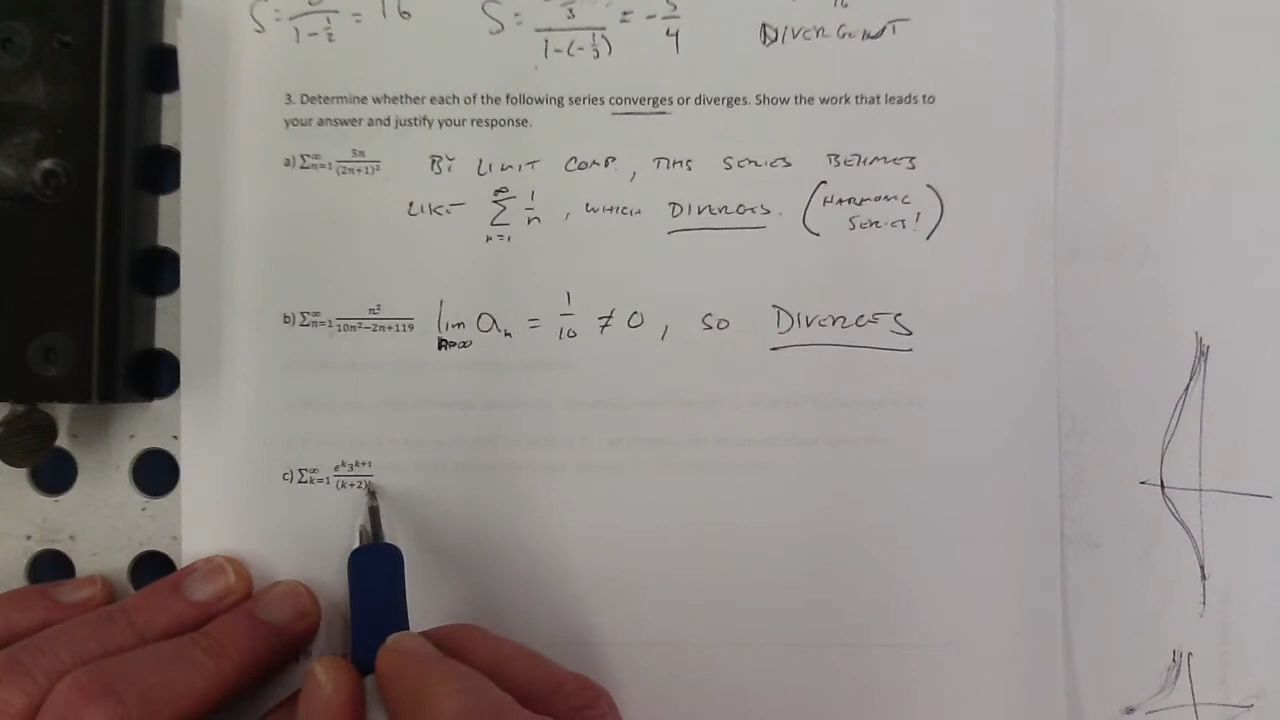 S = 1-½ = 16 S = 1-(-⅓) = -5/4 DIVERGENT
3. Determine whether each of the following series converges or diverges. Show the work that leads to
your answer and justify your response.
a) ∑_{n=1}^{∞} 5n/(2n+1)² BY LIMIT COMP., THIS SERIES BEHAVES
LIKE ∑_{n=1}^{∞} 1/n, WHICH DIVERGES. (HARMONIC SERIES!)
b) ∑_{n=1}^{∞} n²/(10n²-2n+119) lim_{n→∞} a_n = 1/10 ≠ 0, SO DIVERGES
c) ∑_{k=1}^{∞} e^k 3^{k+1}/(k+2)